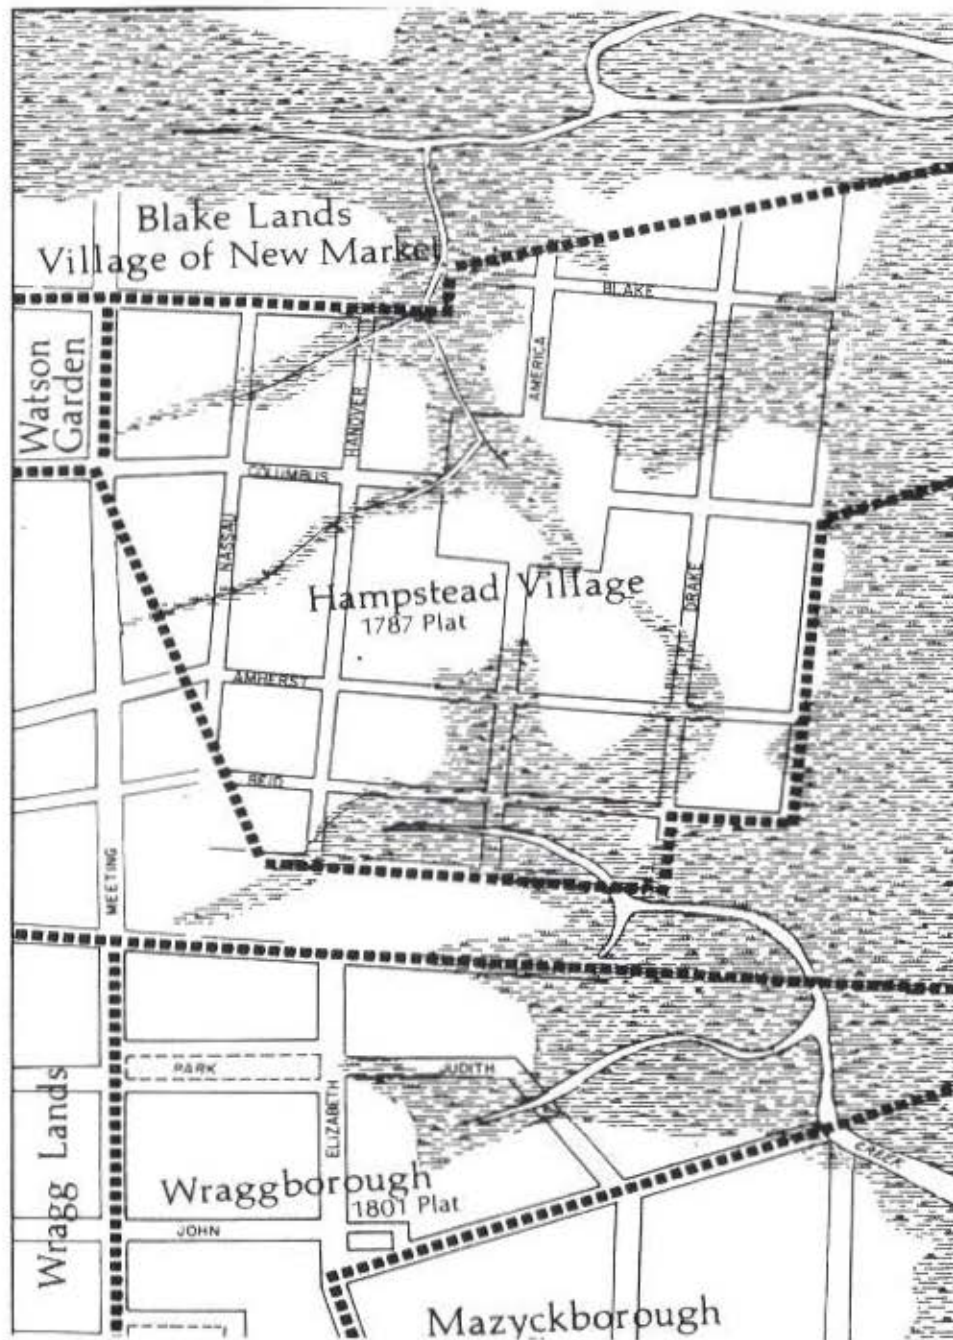 Blake Lands
Village of New Market
BLAKE
Watson
Garden
AMERICA
HANOVER
COLUMBUS
NASSAU
Hampstead Village
1787 Plat
DRAKE
AMHERST
REID
MEETING
PARK
JUDITH
ELIZABETH
CREEK
Wragg Lands
Wraggborough
1801 Plat
JOHN
Mazyckborough